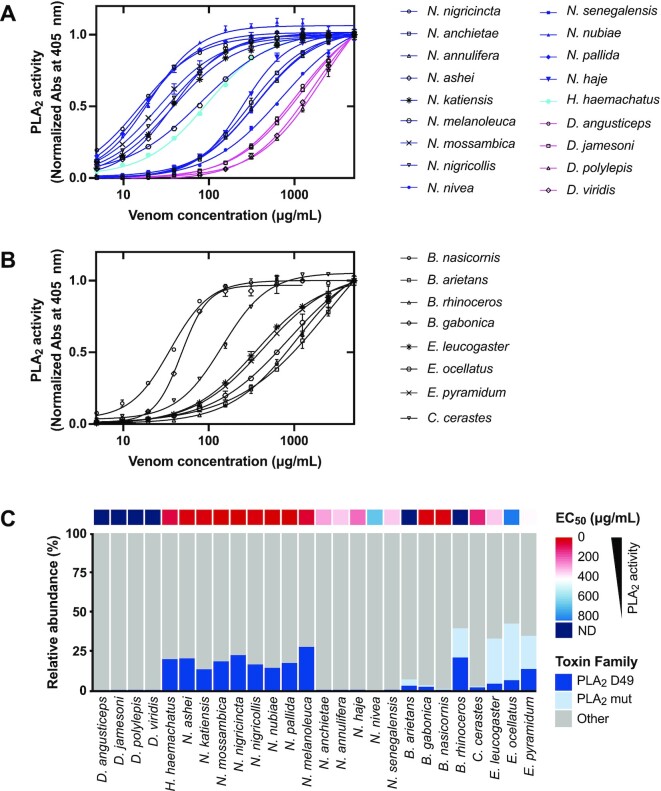 A
PLA2 activity
(Normalized Abs at 405 nm)
1.0
0.5
0.0
10
100
1000
Venom concentration (µg/mL)
N. nigricincta
N. anchietae
N. annulifera
N. ashei
N. katiensis
N. melanoleuca
N. mossambica
N. nigricollis
N. nivea
N. senegalensis
N. nubiae
N. pallida
N. haje
H. haemachatus
D. angusticeps
D. jamesoni
D. polylepis
D. viridis
B
PLA2 activity
(Normalized Abs at 405 nm)
1.0
0.5
0.0
10
100
1000
Venom concentration (µg/mL)
B. nasicornis
B. arietans
B. rhinoceros
B. gabonica
E. leucogaster
E. ocellatus
E. pyramidum
C. cerastes
C
Relative abundance (%)
100
75
50
25
0
D. angusticeps
D. jamesoni
D. polylepis
D. viridis
H. haemachatus
N. ashei
N. katiensis
N. mossambica
N. nigricincta
N. nigricollis
N. nubiae
N. pallida
N. melanoleuca
N. anchietae
N. annulifera
N. haje
N. nivea
N. senegalensis
B. arietans
B. gabonica
B. nasicornis
B. rhinoceros
C. cerastes
E. leucogaster
E. ocellatus
E. pyramidum
EC50 (µg/mL)
0
200
400
600
800
ND
PLA2 activity
Toxin Family
PLA2 D49
PLA2 mut
Other